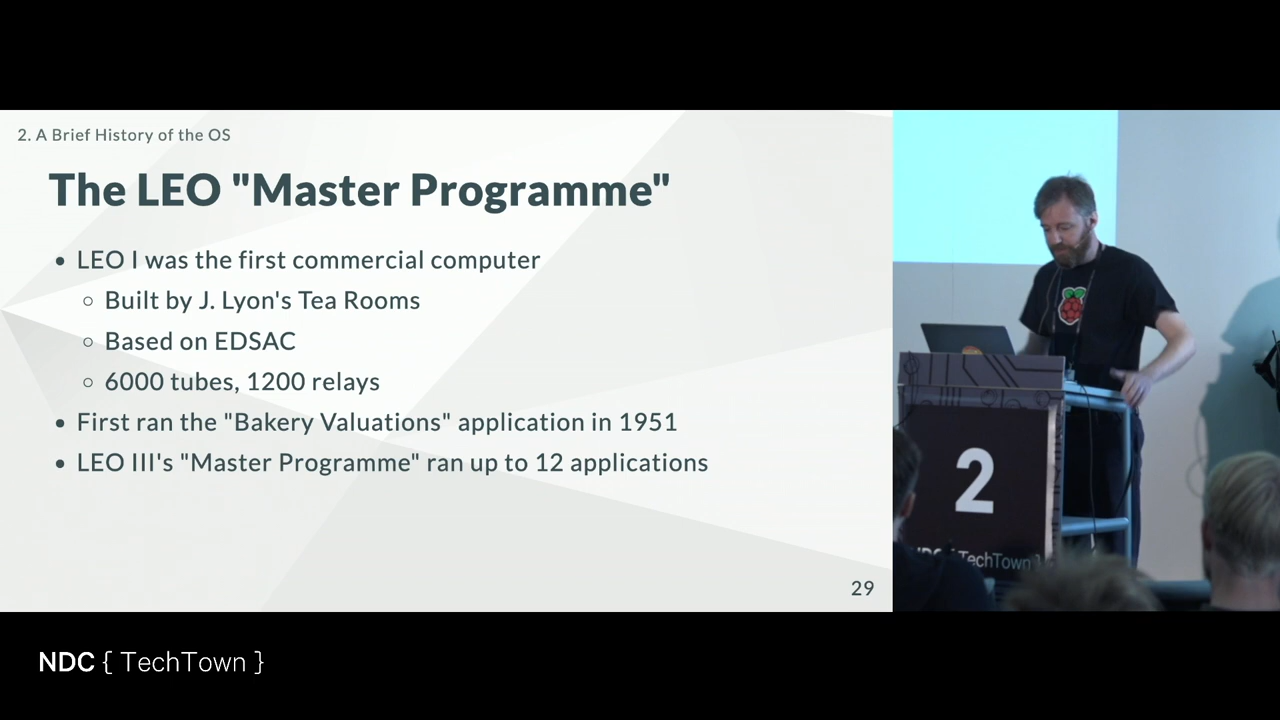 2. A Brief History of the OS
The LEO "Master Programme"
LEO I was the first commercial computer
Built by J. Lyon's Tea Rooms
Based on EDSAC
6000 tubes, 1200 relays
First ran the "Bakery Valuations" application in 1951
LEO III's "Master Programme" ran up to 12 applications
29
2
NDC { TechTown }
NDC { TechTown }